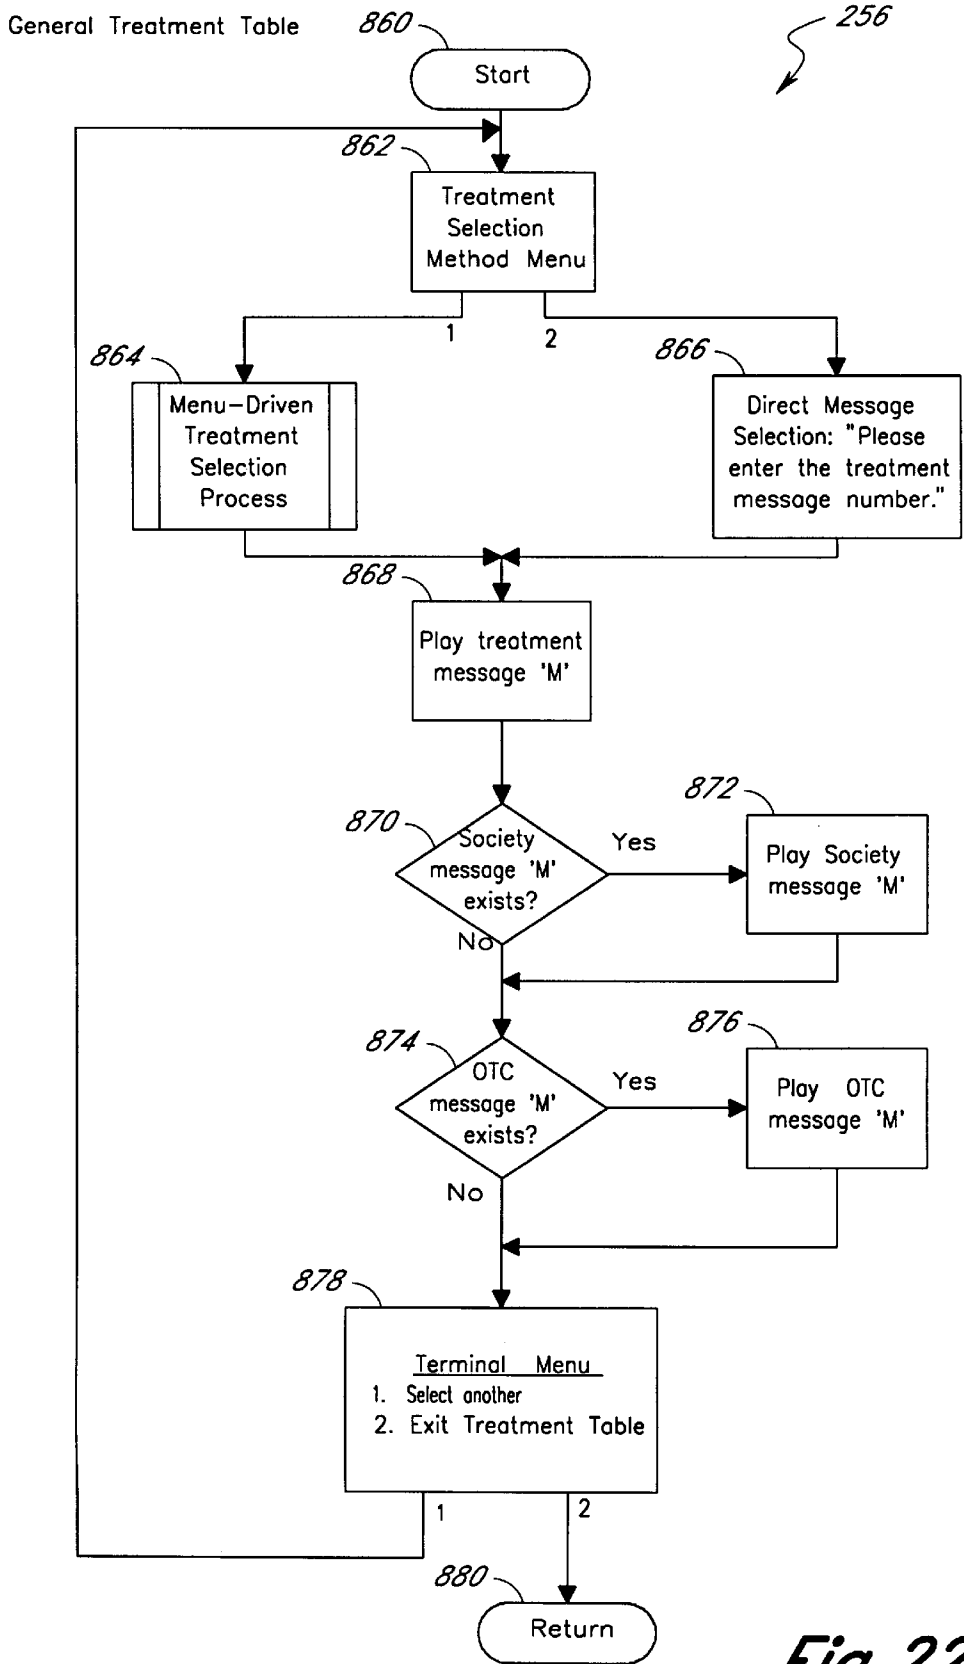 General Treatment Table
860
256
Start
862
Treatment
Selection
Method Menu
1
2
864
866
Menu-Driven
Treatment
Selection
Process
Direct Message
Selection: "Please
enter the treatment
message number."
868
Play treatment
message 'M'
870
Society
message 'M'
exists?
Yes
No
872
Play Society
message 'M'
874
OTC
message 'M'
exists?
Yes
No
876
Play OTC
message 'M'
878
Terminal Menu
1. Select another
2. Exit Treatment Table
1
2
880
Return
Fig. 22